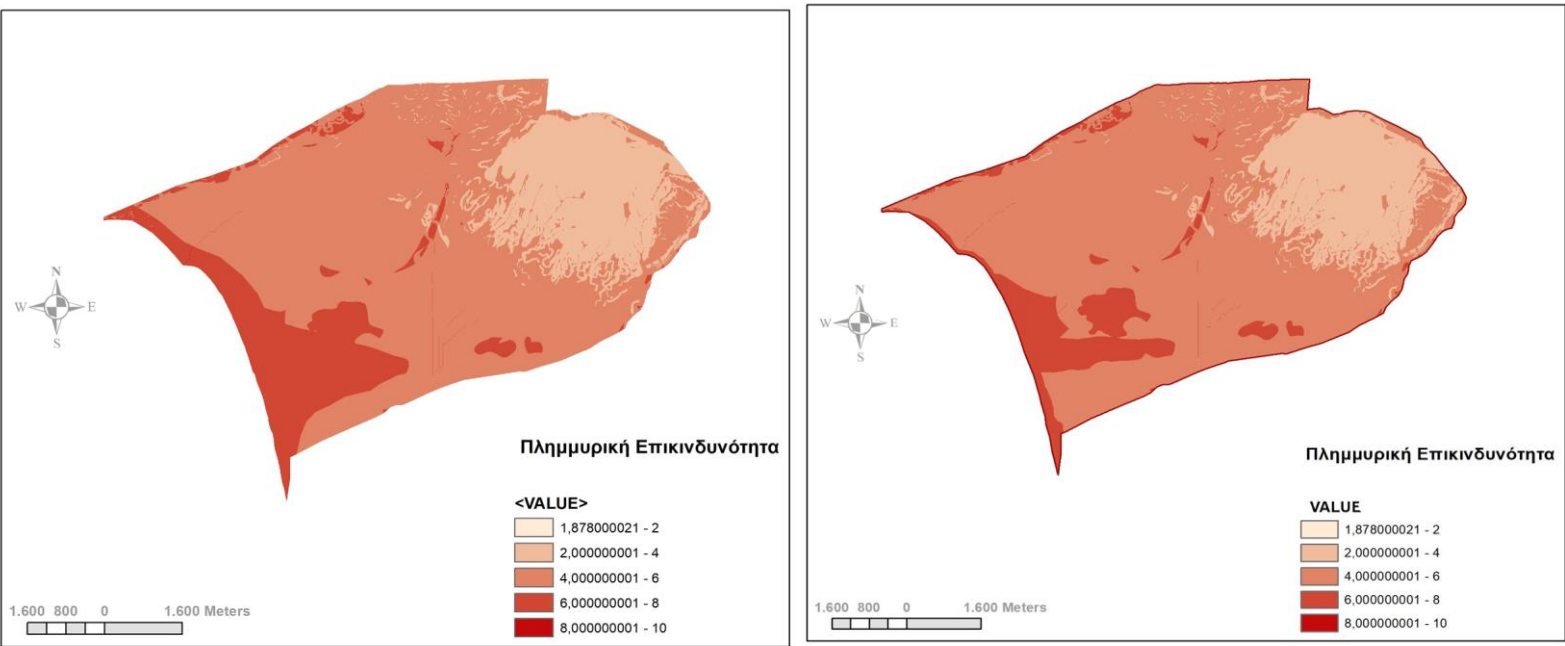 N
W E
S
Πλημμυρική Επικινδυνότητα
<VALUE>
1,878000021 - 2
2,000000001 - 4
4,000000001 - 6
6,000000001 - 8
8,000000001 - 10
1.600 800 0 1.600 Meters
N
W E
S
Πλημμυρική Επικινδυνότητα
VALUE
1,878000021 - 2
2,000000001 - 4
4,000000001 - 6
6,000000001 - 8
8,000000001 - 10
1.600 800 0 1.600 Meters